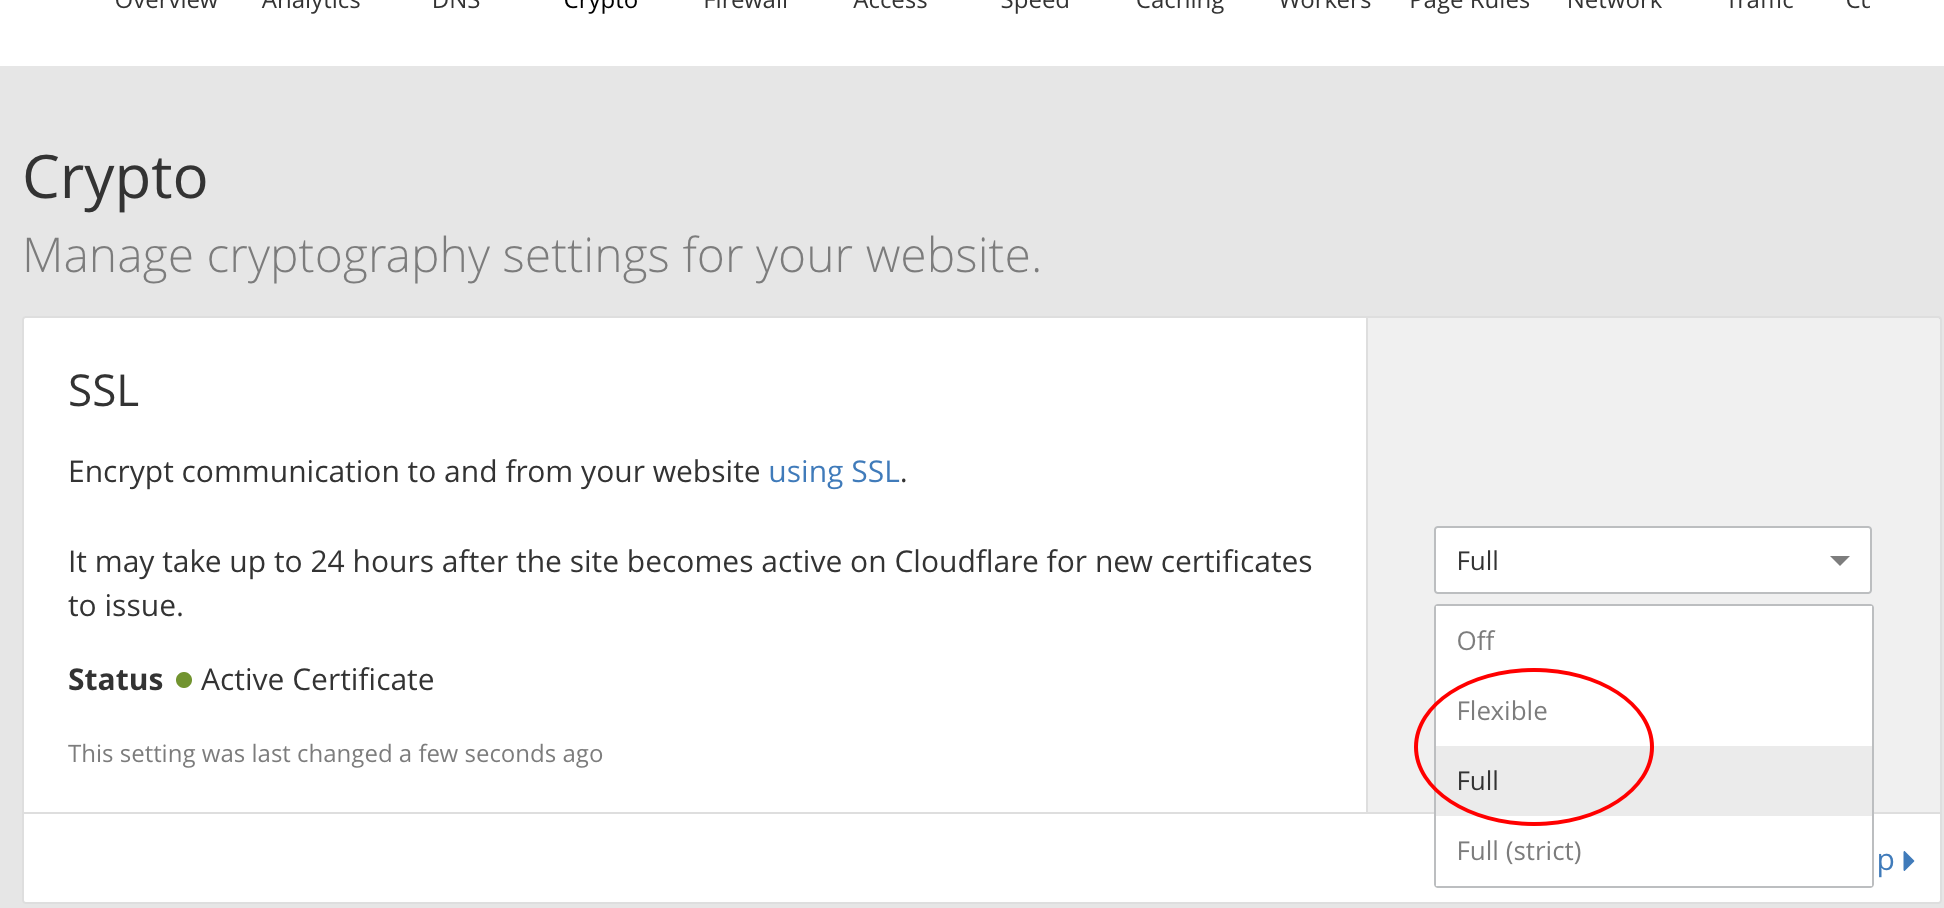 Overview Analytics DNS Crypto Firewall Access Speed Caching Workers Page Rules Network Traffic
Crypto
Manage cryptography settings for your website.
SSL
Encrypt communication to and from your website using SSL.
It may take up to 24 hours after the site becomes active on Cloudflare for new certificates
to issue.
Status Active Certificate
This setting was last changed a few seconds ago
Full
Off
Flexible
Full
Full (strict)
p